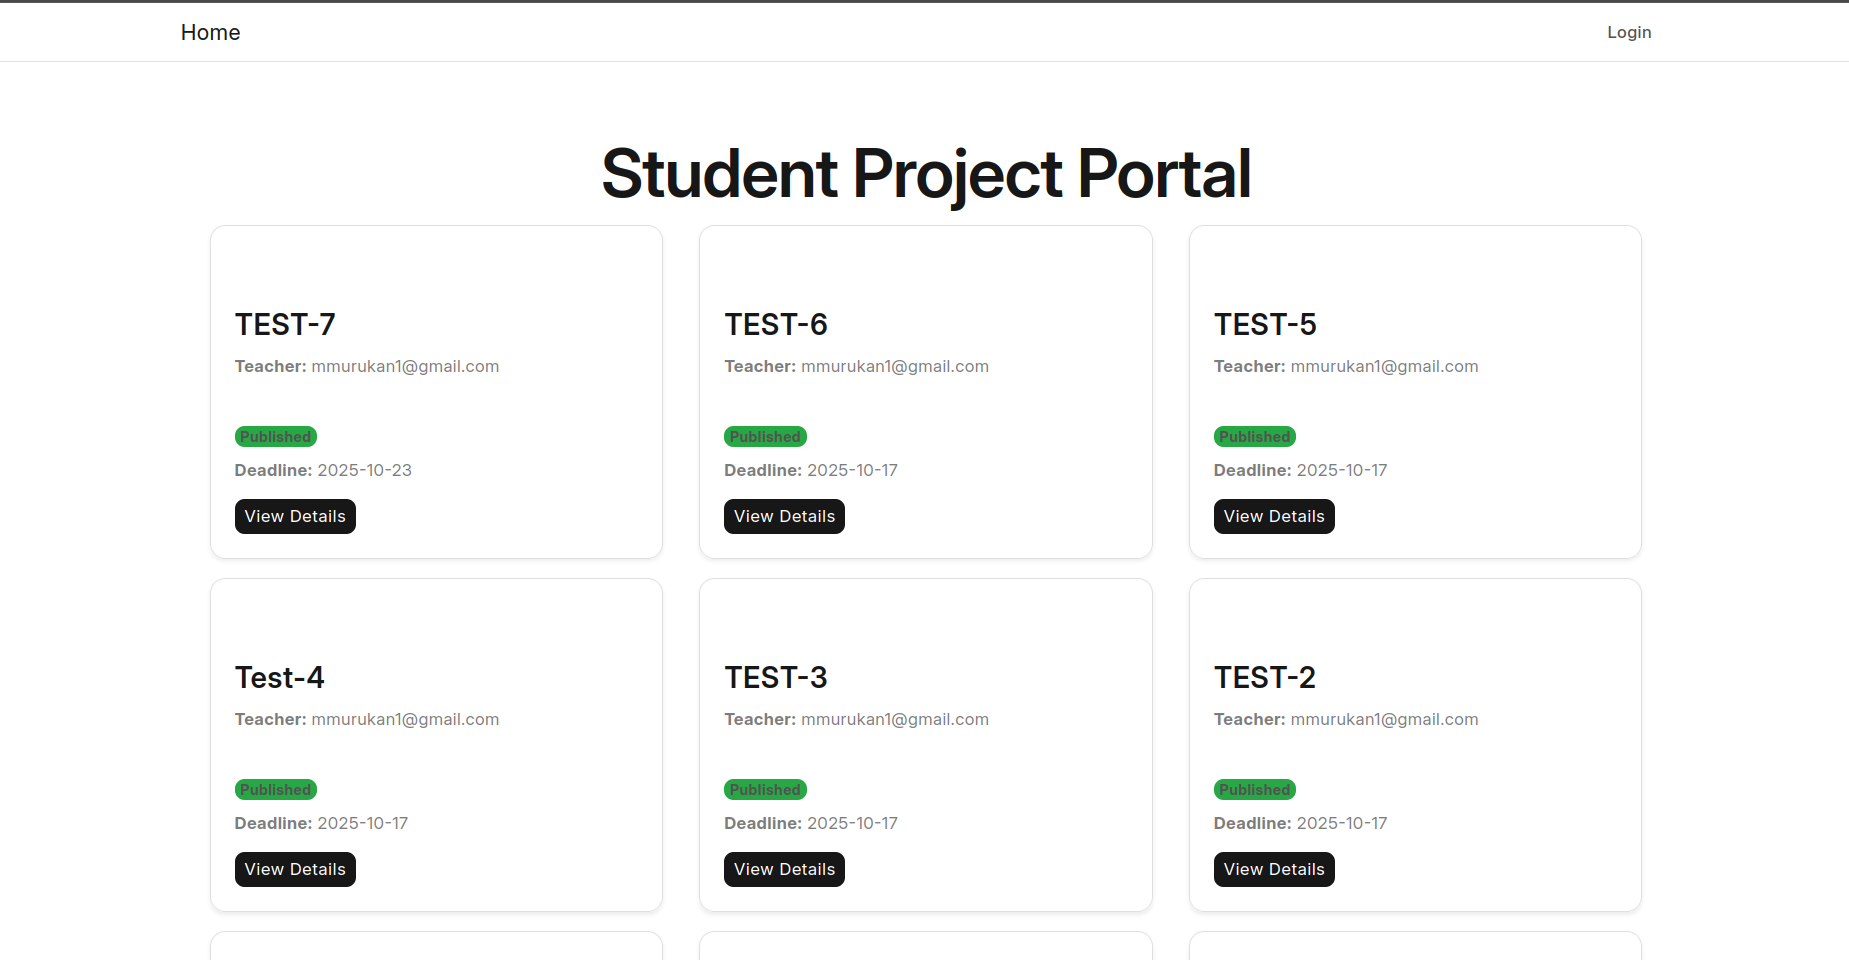 Home
Login
Student Project Portal
TEST-7
Teacher: mmurukan1@gmail.com
Published
Deadline: 2025-10-23
View Details
TEST-6
Teacher: mmurukan1@gmail.com
Published
Deadline: 2025-10-17
View Details
TEST-5
Teacher: mmurukan1@gmail.com
Published
Deadline: 2025-10-17
View Details
Test-4
Teacher: mmurukan1@gmail.com
Published
Deadline: 2025-10-17
View Details
TEST-3
Teacher: mmurukan1@gmail.com
Published
Deadline: 2025-10-17
View Details
TEST-2
Teacher: mmurukan1@gmail.com
Published
Deadline: 2025-10-17
View Details